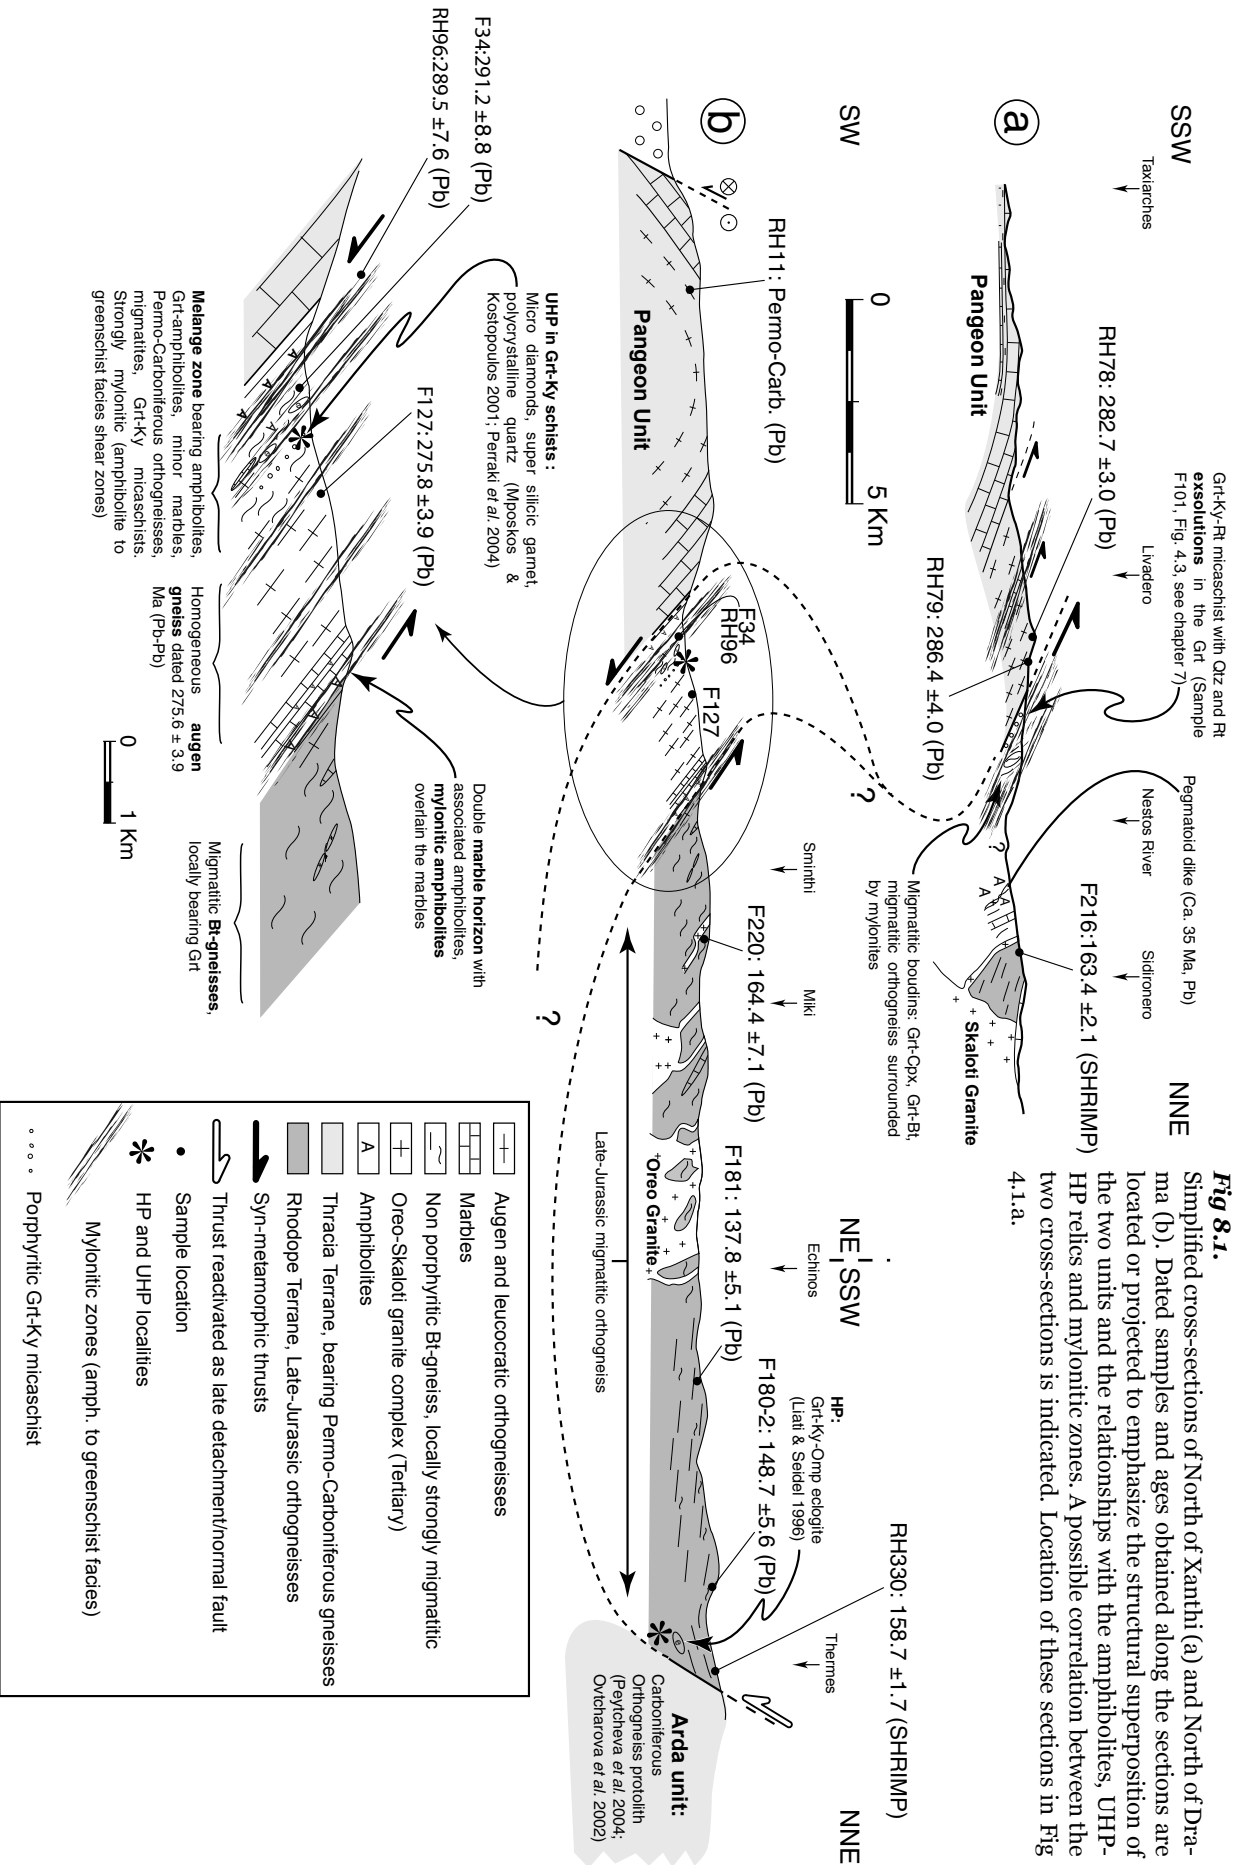 Fig 8.1.
Simplified cross-sections of North of Xanthi (a) and North of Dra-
ma (b). Dated samples and ages obtained along the sections are
located or projected to emphasize the structural superposition of
the two units and the relationships with the amphibolites, UHP-
HP relics and mylonitic zones. A possible correlation between the
two cross-sections is indicated. Location of these sections in Fig
4.1.a.
SSW
NNE
a
Taxiarches
Livadero
Nestos River
Sidironero
Grt-Ky-Rt micaschist with Qtz and Rt
exsolutions in the Grt (Sample
F101, Fig. 4.3, see chapter 7)
Pegmatoid dike (Ca. 35 Ma, Pb)
RH78: 282.7 ±3.0 (Pb)
RH79: 286.4 ±4.0 (Pb)
F216:163.4 ±2.1 (SHRIMP)
Pangeon Unit
?
A
A
A
Skaloti Granite
Migmatitic boudins: Grt-Cpx, Grt-Bt,
migmatitic orthogneiss surrounded
by mylonites
?
0
5 Km
SW
NE
SSW
NNE
b
Sminthi
Miki
Echinos
Thermes
RH11: Permo-Carb. (Pb)
F34
RH96
F127
F220: 164.4 ±7.1 (Pb)
F181: 137.8 ±5.1 (Pb)
F180-2: 148.7 ±5.6 (Pb)
RH330: 158.7 ±1.7 (SHRIMP)
HP:
Grt-Ky-Omp eclogite
(Liati & Seidel 1996)
Pangeon Unit
Oreo Granite
e
Late-Jurassic migmatitic orthogneiss
?
Arda unit:
Carboniferous
Orthogneiss protolith
(Peytcheva et al. 2004;
Ovtcharova et al. 2002)
F34:291.2 ±8.8 (Pb)
RH96:289.5 ±7.6 (Pb)
UHP in Grt-Ky schists :
Micro diamonds, super silicic garnet,
polycrystalline quartz (Mposkos &
Kostopoulos 2001; Perraki et al. 2004)
F127:275.8 ±3.9 (Pb)
Double marble horizon with
associated amphibolites,
mylonitic amphibolites
overlain the marbles
Melange zone bearing amphibolites,
Grt-amphibolites, minor marbles,
Permo-Carboniferous orthogneisses,
migmatites, Grt-Ky micaschists.
Strongly mylonitic (amphibolite to
greenschist facies shear zones)
Homogeneous augen
gneiss dated 275.6 ± 3.9
Ma (Pb-Pb)
Migmatitic Bt-gneisses,
locally bearing Grt
0
1 Km
Augen and leucocratic orthogneisses
Marbles
Non porphyritic Bt-gneiss, locally strongly migmatitic
Oreo-Skaloti granite complex (Tertiary)
A
Amphibolites
Thracia Terrane, bearing Permo-Carboniferous gneisses
Rhodope Terrane, Late-Jurassic orthogneisses
Syn-metamorphic thrusts
Thrust reactivated as late detachment/normal fault
Sample location
HP and UHP localities
Mylonitic zones (amph. to greenschist facies)
Porphyritic Grt-Ky micaschist